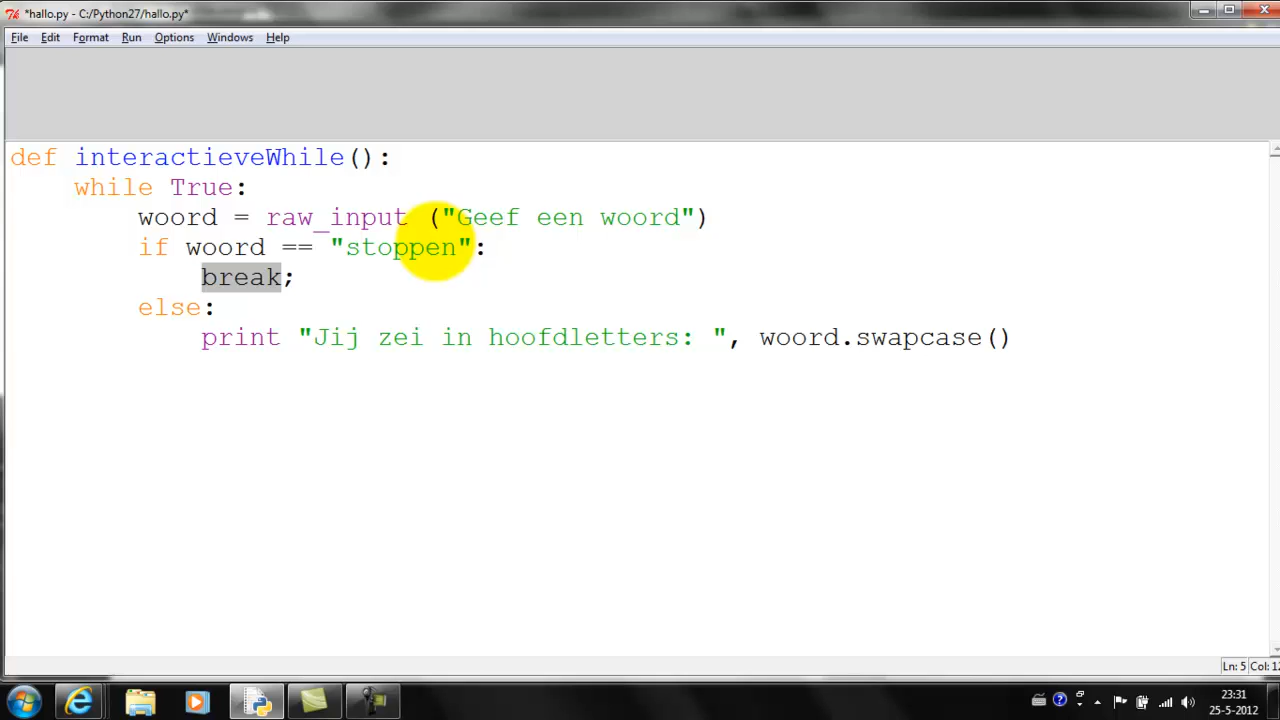 *hallo.py - C:/Python27/hallo.py*
File Edit Format Run Options Windows Help
def interactieveWhile():
    while True:
        woord = raw_input ("Geef een woord")
        if woord == "stoppen":
            break;
        else:
            print "Jij zei in hoofdletters: ", woord.swapcase()
Ln: 5 Col: 12
23:31
25-5-2012